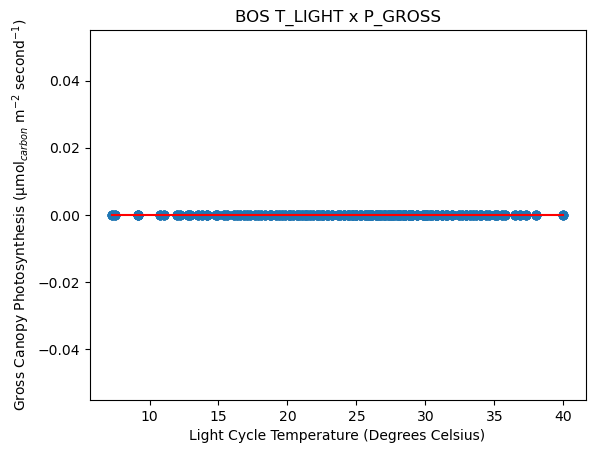 BOS T_LIGHT x P_GROSS
Gross Canopy Photosynthesis (μmol_carbon m⁻² second⁻¹)
0.04
0.02
0.00
−0.02
−0.04
10 15 20 25 30 35 40
Light Cycle Temperature (Degrees Celsius)